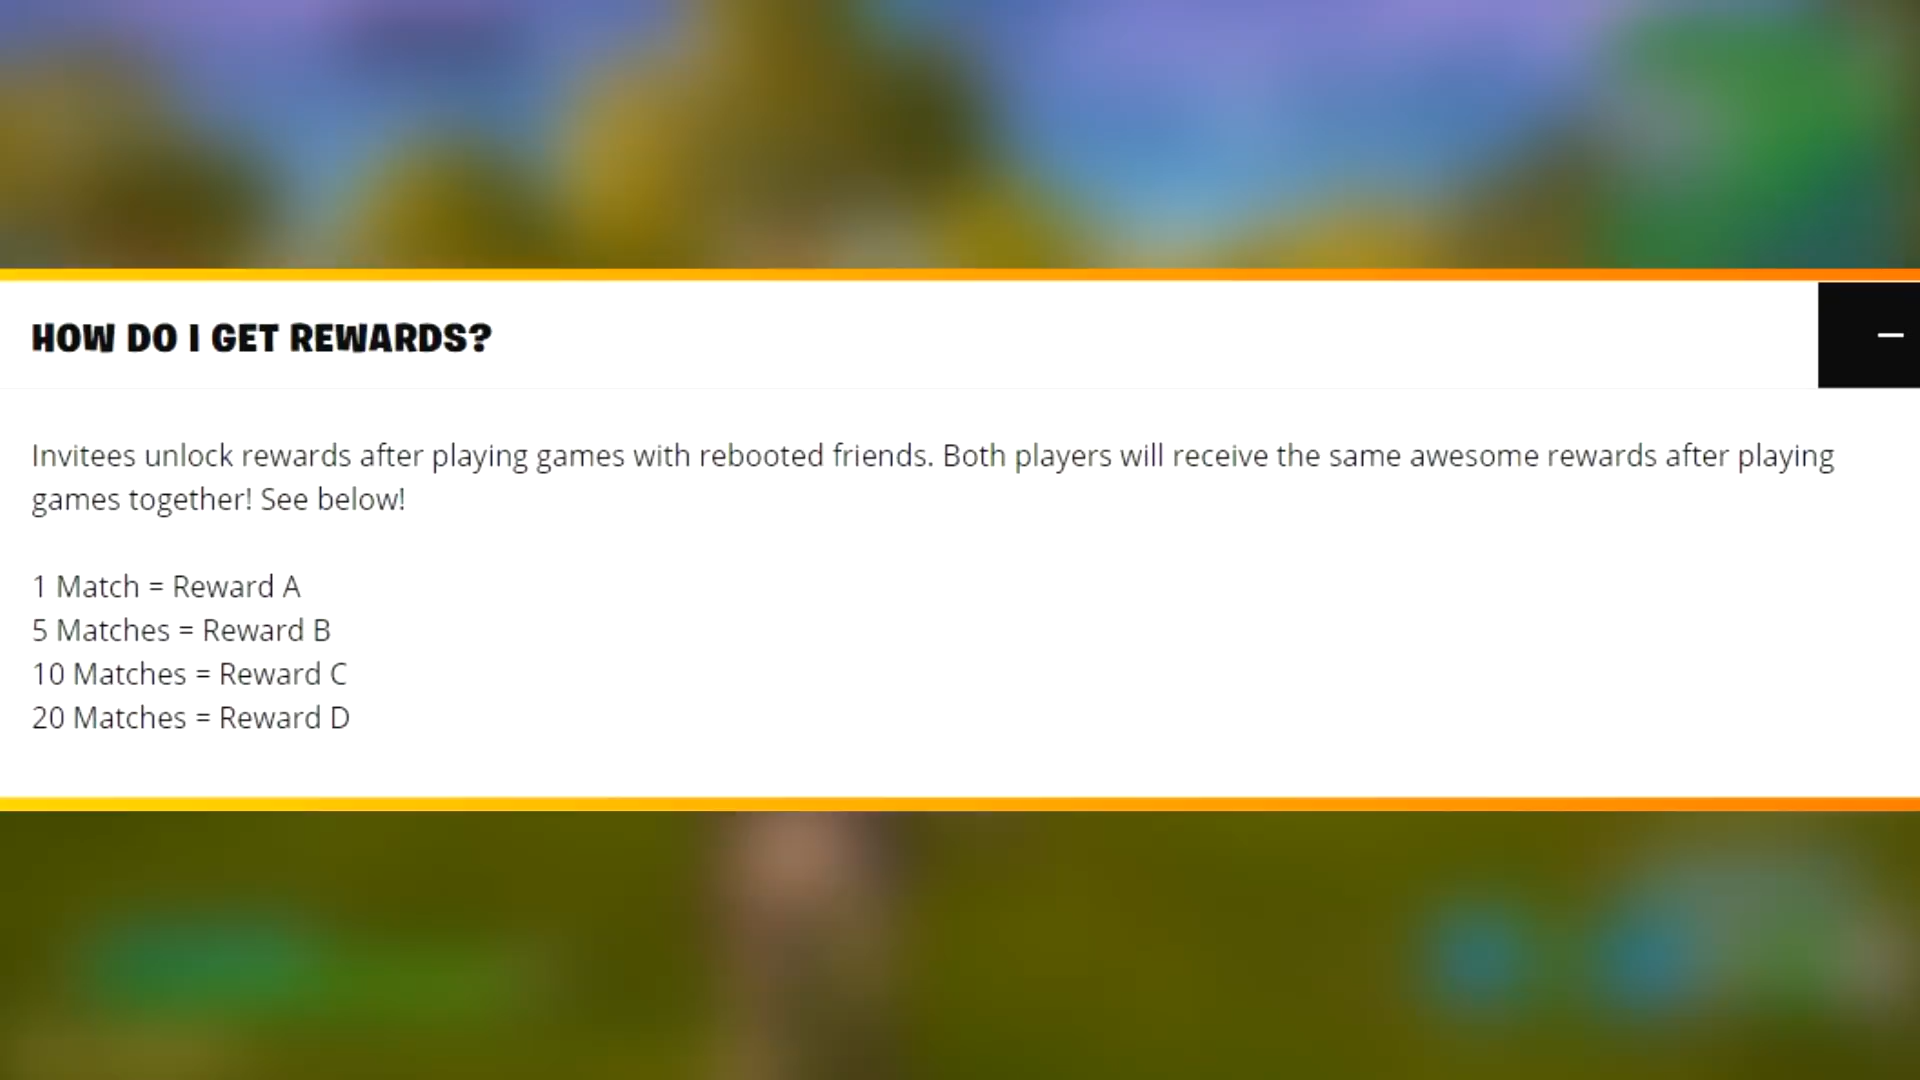 HOW DO I GET REWARDS?
Invitees unlock rewards after playing games with rebooted friends. Both players will receive the same awesome rewards after playing
games together! See below!
1 Match = Reward A
5 Matches = Reward B
10 Matches = Reward C
20 Matches = Reward D